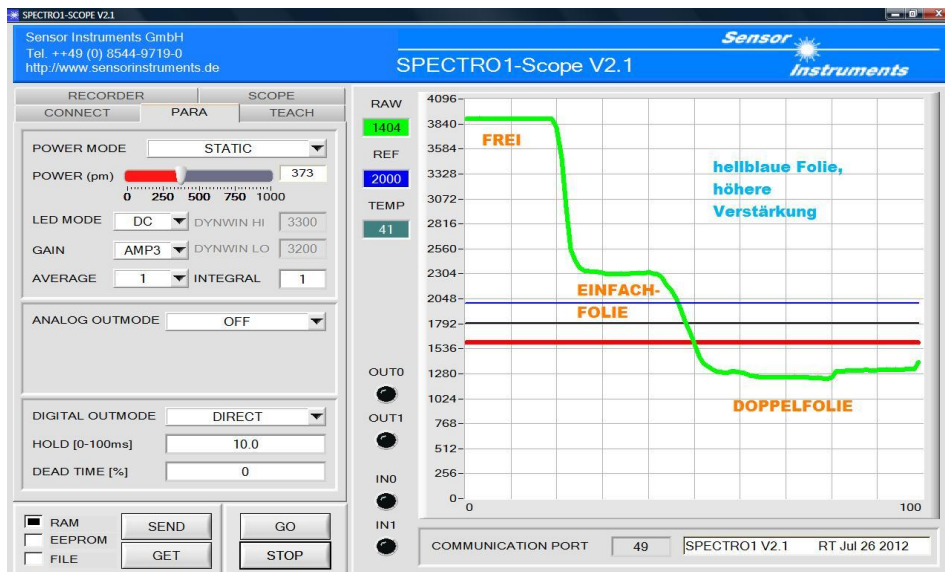 SPECTRO1-SCOPE V2.1
Sensor Instruments GmbH
Tel. ++49 (0) 8544-9719-0
http://www.sensorinstruments.de
SPECTRO1-Scope V2.1
Sensor
Instruments
RECORDER SCOPE
CONNECT PARA TEACH
POWER MODE STATIC
POWER (pm) 373
0 250 500 750 1000
LED MODE DC DYNWIN HI 3300
GAIN AMP3 DYNWIN LO 3200
AVERAGE 1 INTEGRAL 1
ANALOG OUTMODE OFF
DIGITAL OUTMODE DIRECT
HOLD [0-100ms] 10.0
DEAD TIME [%] 0
RAM
EEPROM
FILE
SEND GO
GET STOP
RAW
1404
REF
2000
TEMP
41
OUT0
OUT1
IN0
IN1
4096
3840
3584
3328
3072
2816
2560
2304
2048
1792
1536
1280
1024
768
512
256
0
0 100
FREI
hellblaue Folie,
höhere
Verstärkung
EINFACH-
FOLIE
DOPPELFOLIE
COMMUNICATION PORT 49 SPECTRO1 V2.1 RT Jul 26 2012